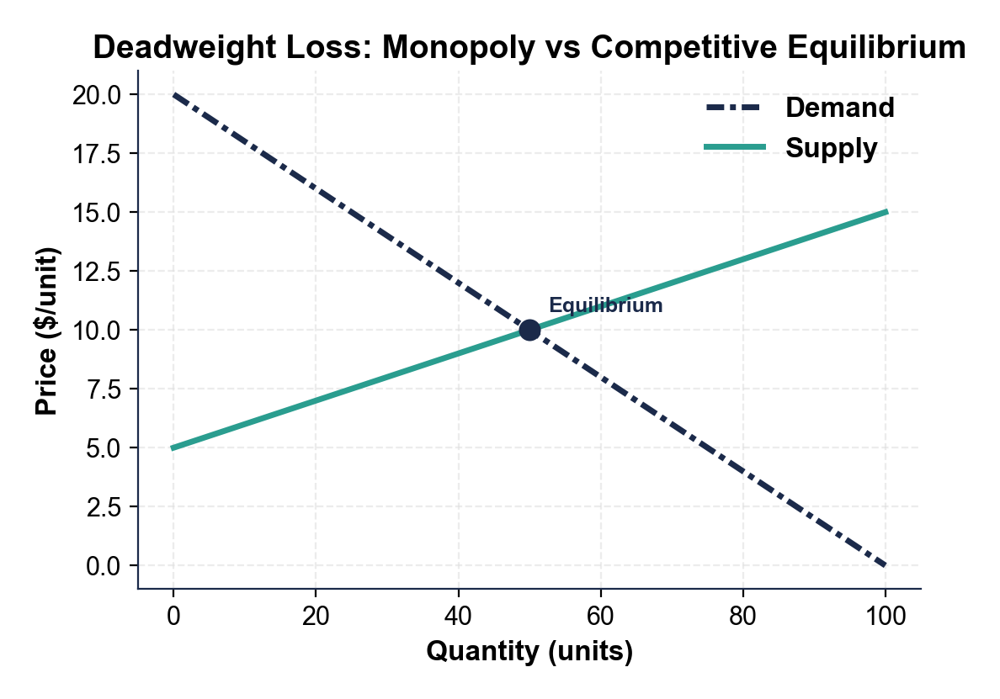 Deadweight Loss: Monopoly vs Competitive Equilibrium
Demand
Supply
Equilibrium
Price ($/unit)
20.0
17.5
15.0
12.5
10.0
7.5
5.0
2.5
0.0
0 20 40 60 80 100
Quantity (units)